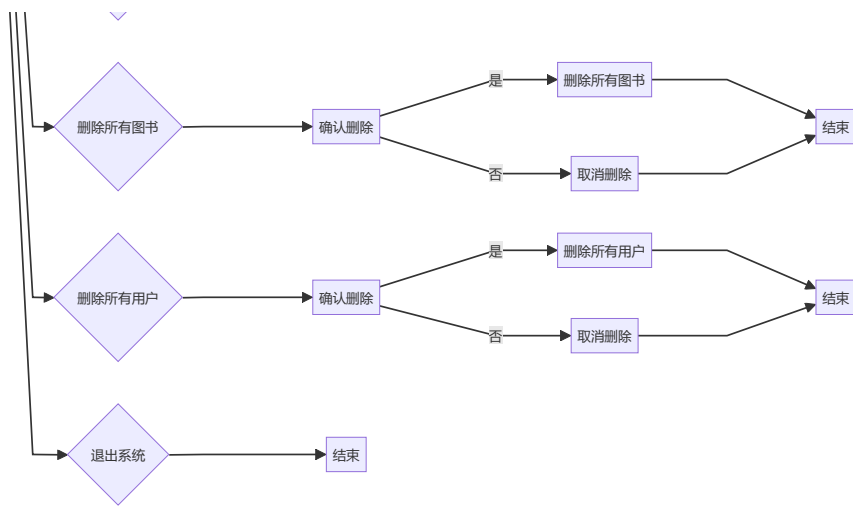 删除所有图书
确认删除
是
删除所有图书
否
取消删除
结束
删除所有用户
确认删除
是
删除所有用户
否
取消删除
结束
退出系统
结束